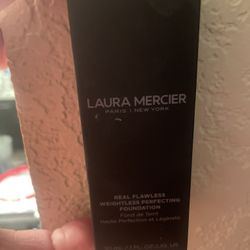 LAURA MERCIER
PARIS | NEW YORK
REAL FLAWLESS
WEIGHTLESS PERFECTING
FOUNDATION
Fond de Teint
Haute Perfection et Légèreté